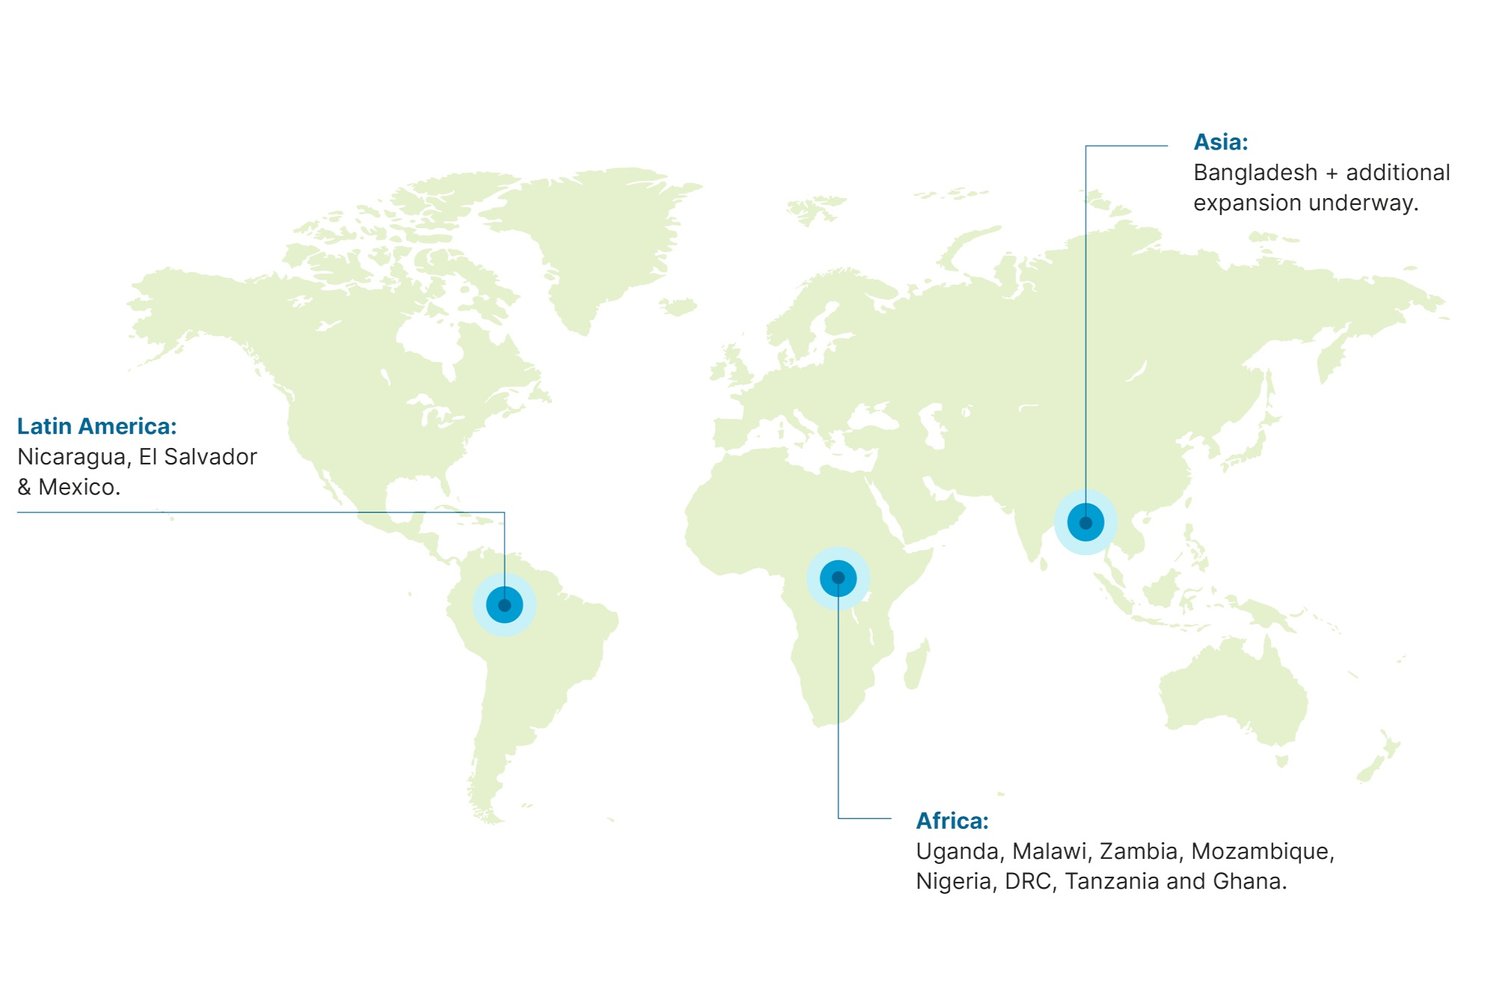 Asia:
Bangladesh + additional
expansion underway.
Latin America:
Nicaragua, El Salvador
& Mexico.
Africa:
Uganda, Malawi, Zambia, Mozambique,
Nigeria, DRC, Tanzania and Ghana.